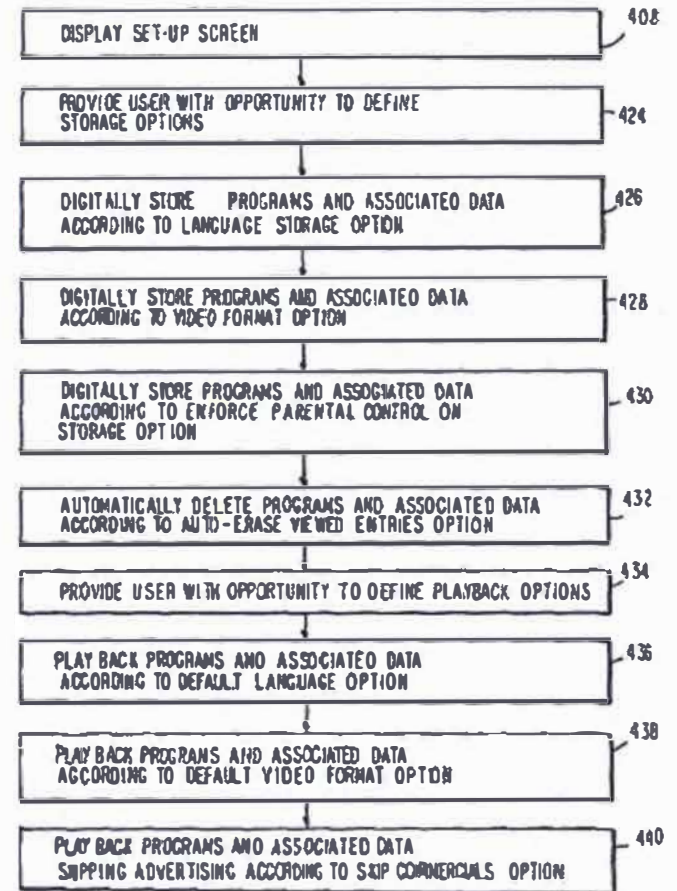 408
DISPLAY SET-UP SCREEN
PROVIDE USER WITH OPPORTUNITY TO DEFINE
STORAGE OPTIONS
424
DIGITALLY STORE PROGRAMS AND ASSOCIATED DATA
ACCORDING TO LANGUAGE STORAGE OPTION
426
DIGITALLY STORE PROGRAMS AND ASSOCIATED DATA
ACCORDING TO VIDEO FORMAT OPTION
428
DIGITALLY STORE PROGRAMS AND ASSOCIATED DATA
ACCORDING TO ENFORCE PARENTAL CONTROL ON
STORAGE OPTION
430
AUTOMATICALLY DELETE PROGRAMS AND ASSOCIATED DATA
ACCORDING TO AUTO-ERASE VIEWED ENTRIES OPTION
432
434
PROVIDE USER WITH OPPORTUNITY TO DEFINE PLAYBACK OPTIONS
PLAY BACK PROGRAMS AND ASSOCIATED DATA
ACCORDING TO DEFAULT LANGUAGE OPTION
436
438
PLAY BACK PROGRAMS AND ASSOCIATED DATA
ACCORDING TO DEFAULT VIDEO FORMAT OPTION
PLAY BACK PROGRAMS AND ASSOCIATED DATA
SKIPPING ADVERTISING ACCORDING TO SKIP COMMERCIALS OPTION
440